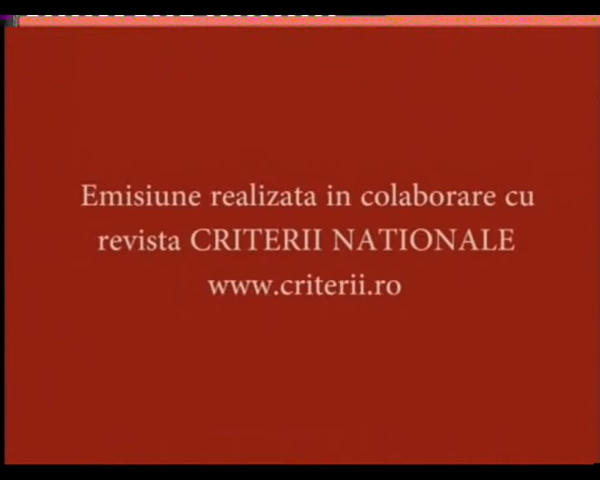 Emisiune realizata in colaborare cu
revista CRITERII NATIONALE
www.criterii.ro